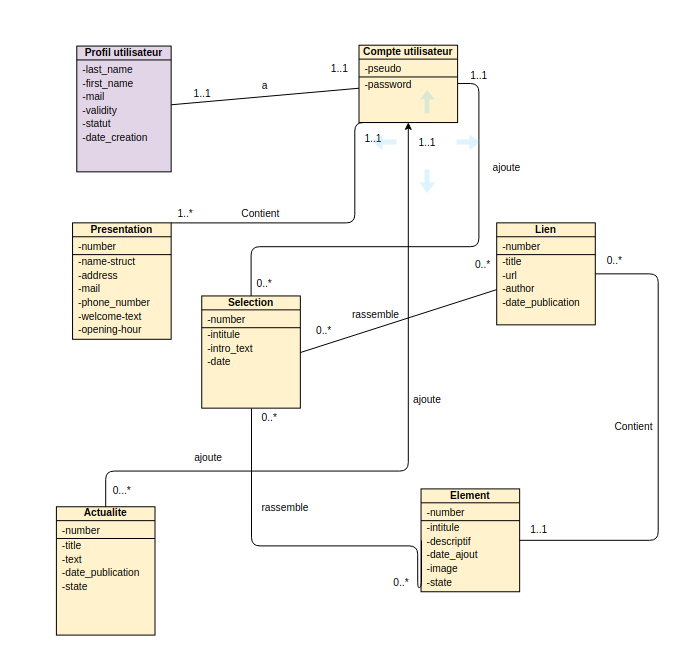 Profil utilisateur
-last_name
-first_name
-mail
-validity
-statut
-date_creation
1..1
a
1..1
Compte utilisateur
-pseudo
-password
1..1
1..1
1..1
ajoute
1..*
Contient
Presentation
-number
-name-struct
-address
-mail
-phone_number
-welcome-text
-opening-hour
Lien
-number
-title
-url
-author
-date_publication
0..*
0..*
0..*
Selection
-number
-intitule
-intro_text
-date
0..*
rassemble
0..*
ajoute
Contient
ajoute
0...*
rassemble
Actualite
-number
-title
-text
-date_publication
-state
Element
-number
-intitule
-descriptif
-date_ajout
-image
-state
1..1
0..*